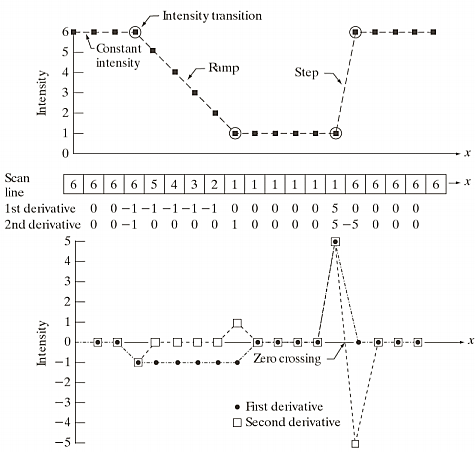 Intensity transition
Constant
intensity
Ramp
Step
Intensity
6
5
4
3
2
1
0
x
Scan
line
6 6 6 6 5 4 3 2 1 1 1 1 1 1 6 6 6 6 6
x
1st derivative 0 0 −1 −1 −1 −1 −1 0 0 0 0 0 5 0 0 0 0
2nd derivative 0 0 −1 0 0 0 0 1 0 0 0 0 5 −5 0 0 0
5
4
3
2
1
0
−1
−2
−3
−4
−5
Intensity
x
Zero crossing
First derivative
Second derivative